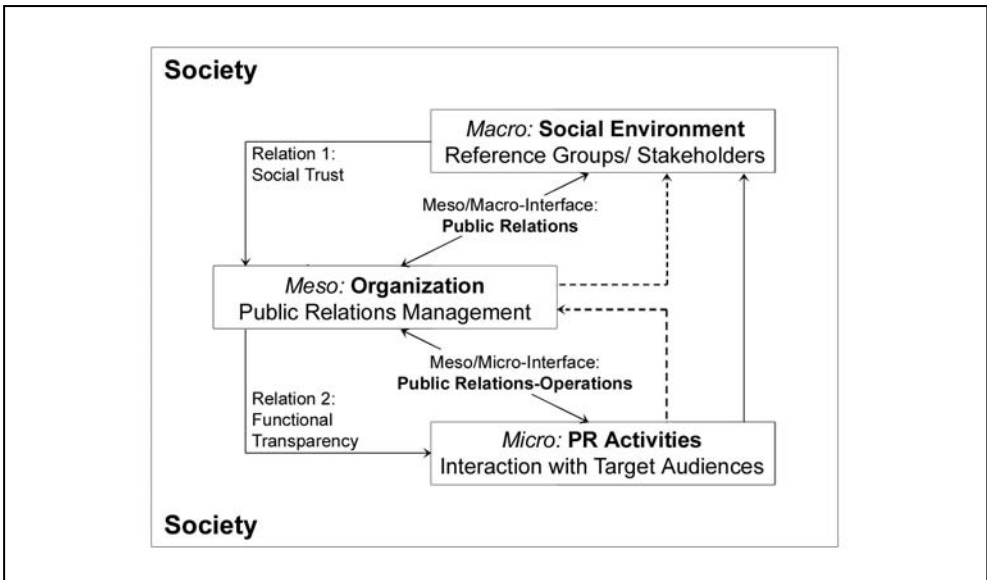 Society
Macro: Social Environment
Reference Groups/ Stakeholders
Relation 1:
Social Trust
Meso/Macro-Interface:
Public Relations
Meso: Organization
Public Relations Management
Meso/Micro-Interface:
Public Relations-Operations
Relation 2:
Functional
Transparency
Micro: PR Activities
Interaction with Target Audiences
Society